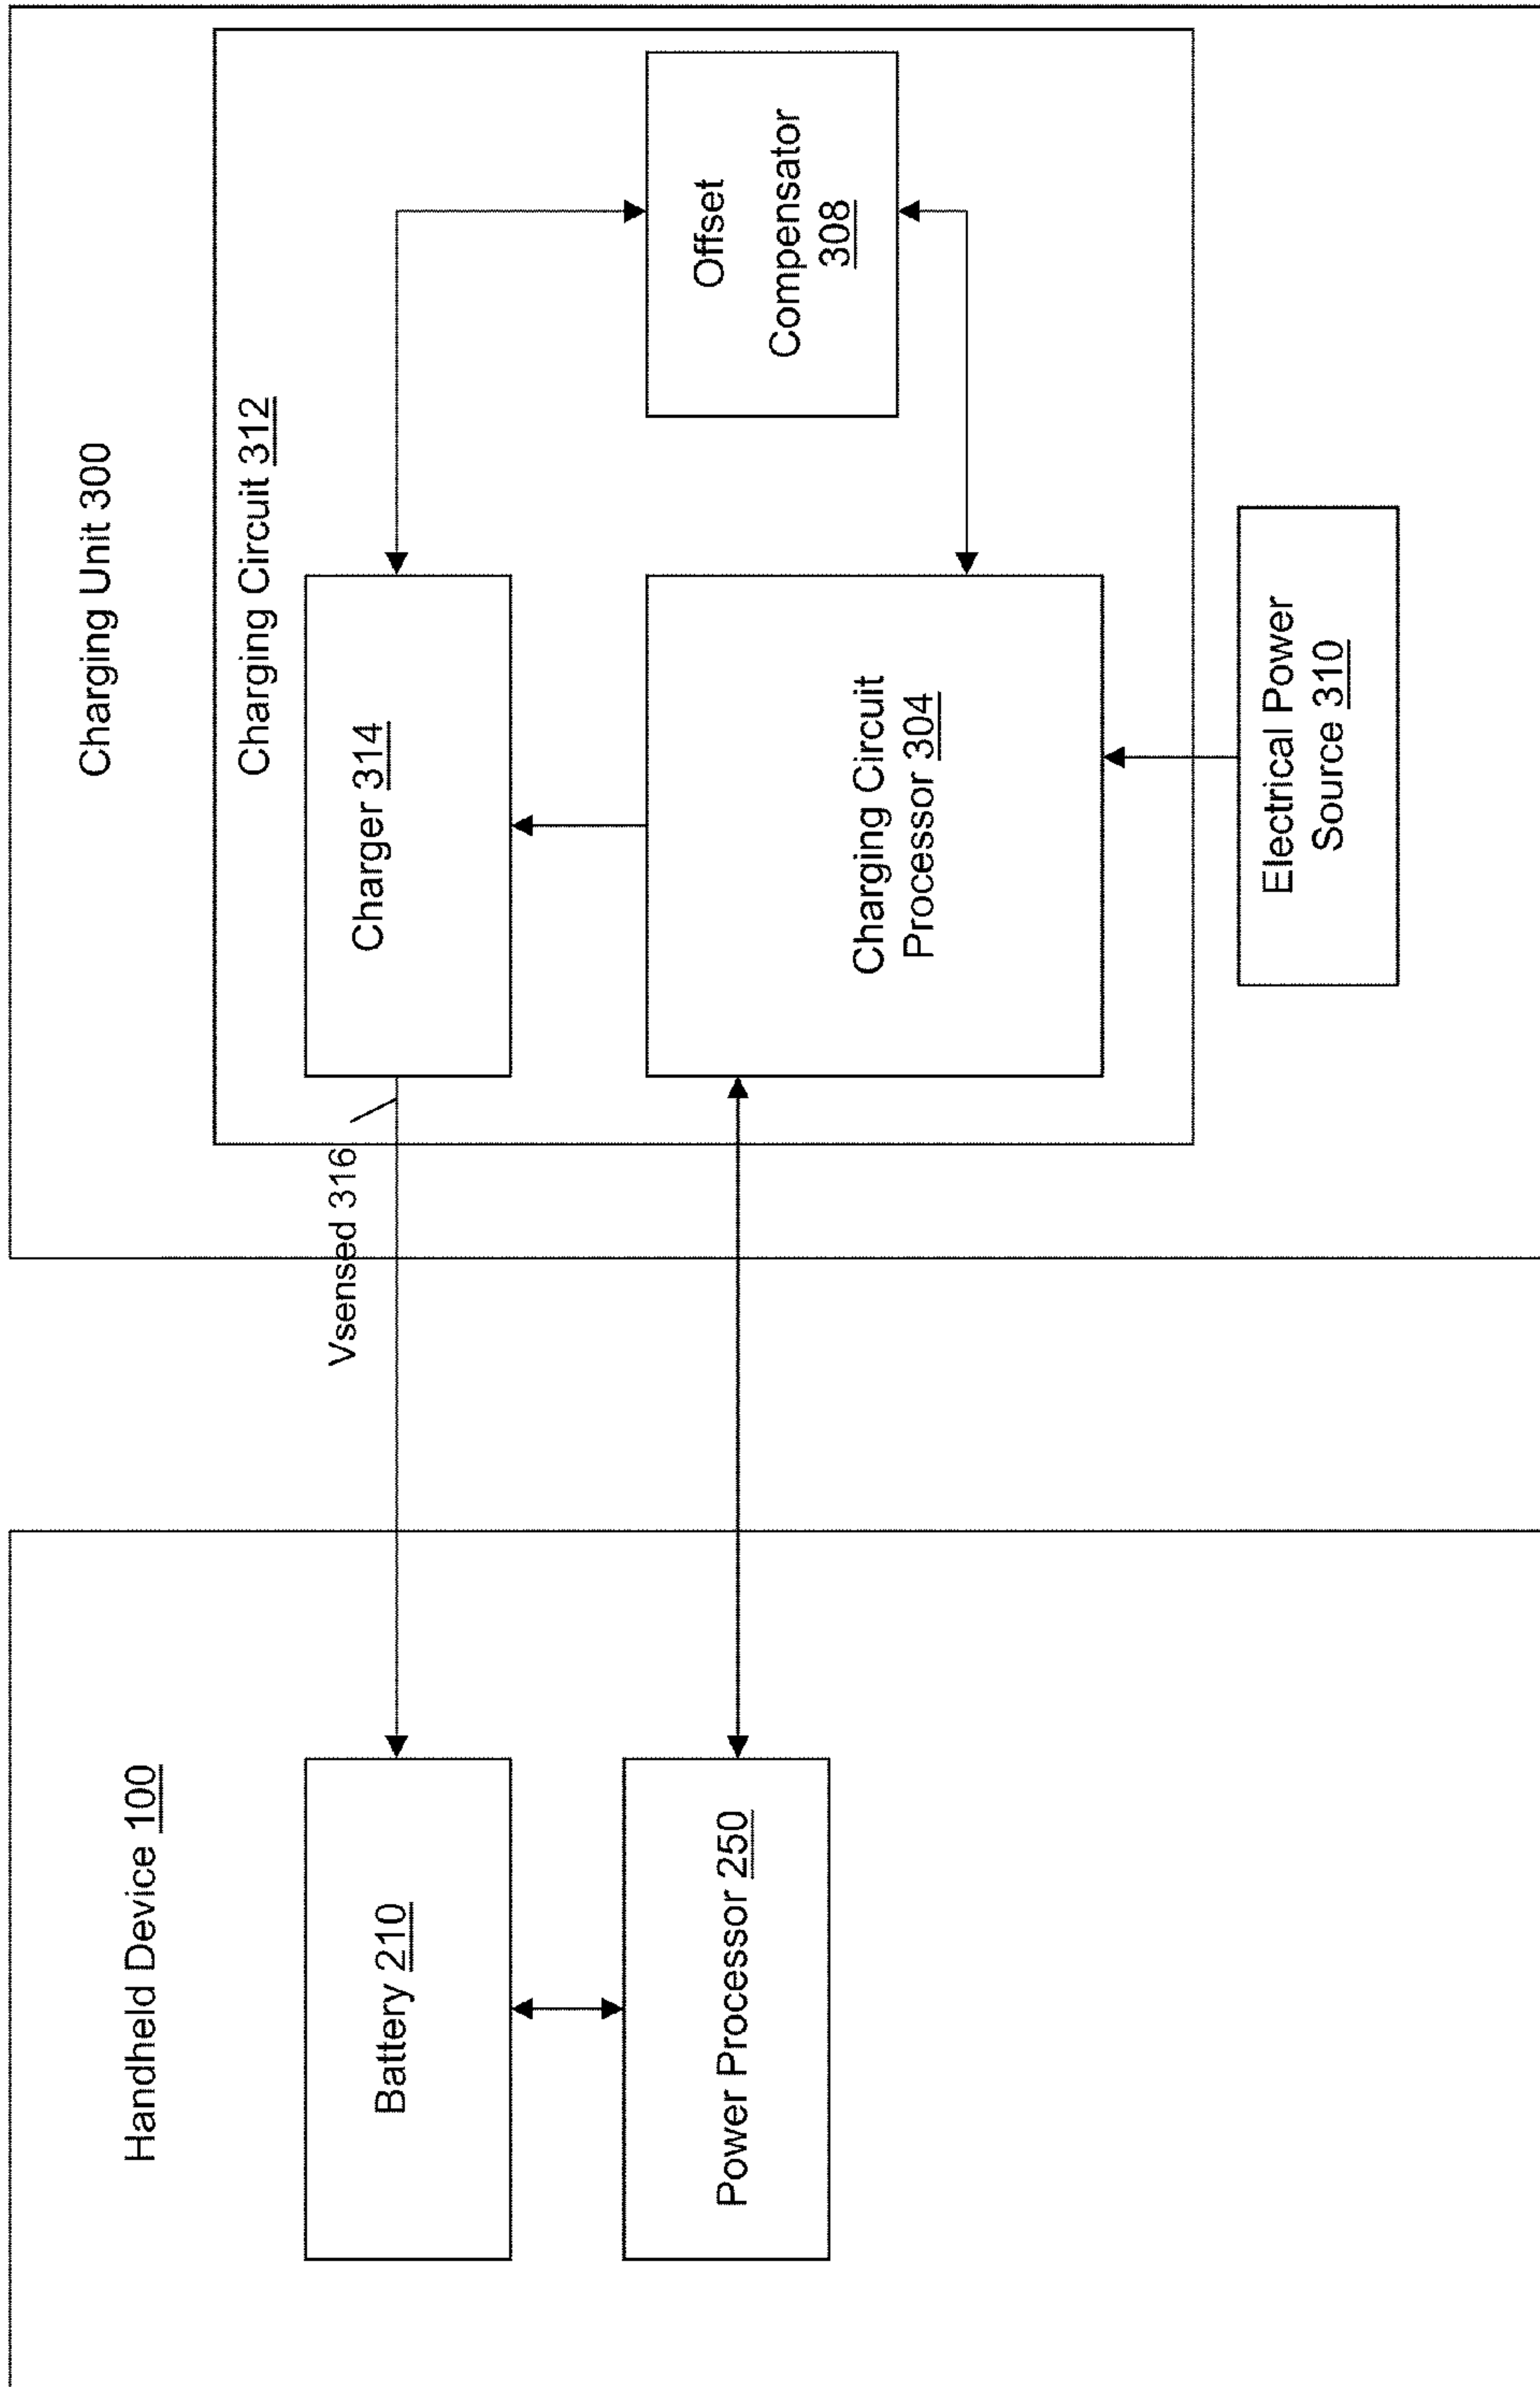 Handheld Device 100
Battery 210
Power Processor 250
Vsensed 316
Charging Unit 300
Charging Circuit 312
Charger 314
Charging Circuit
Processor 304
Offset
Compensator
308
Electrical Power
Source 310